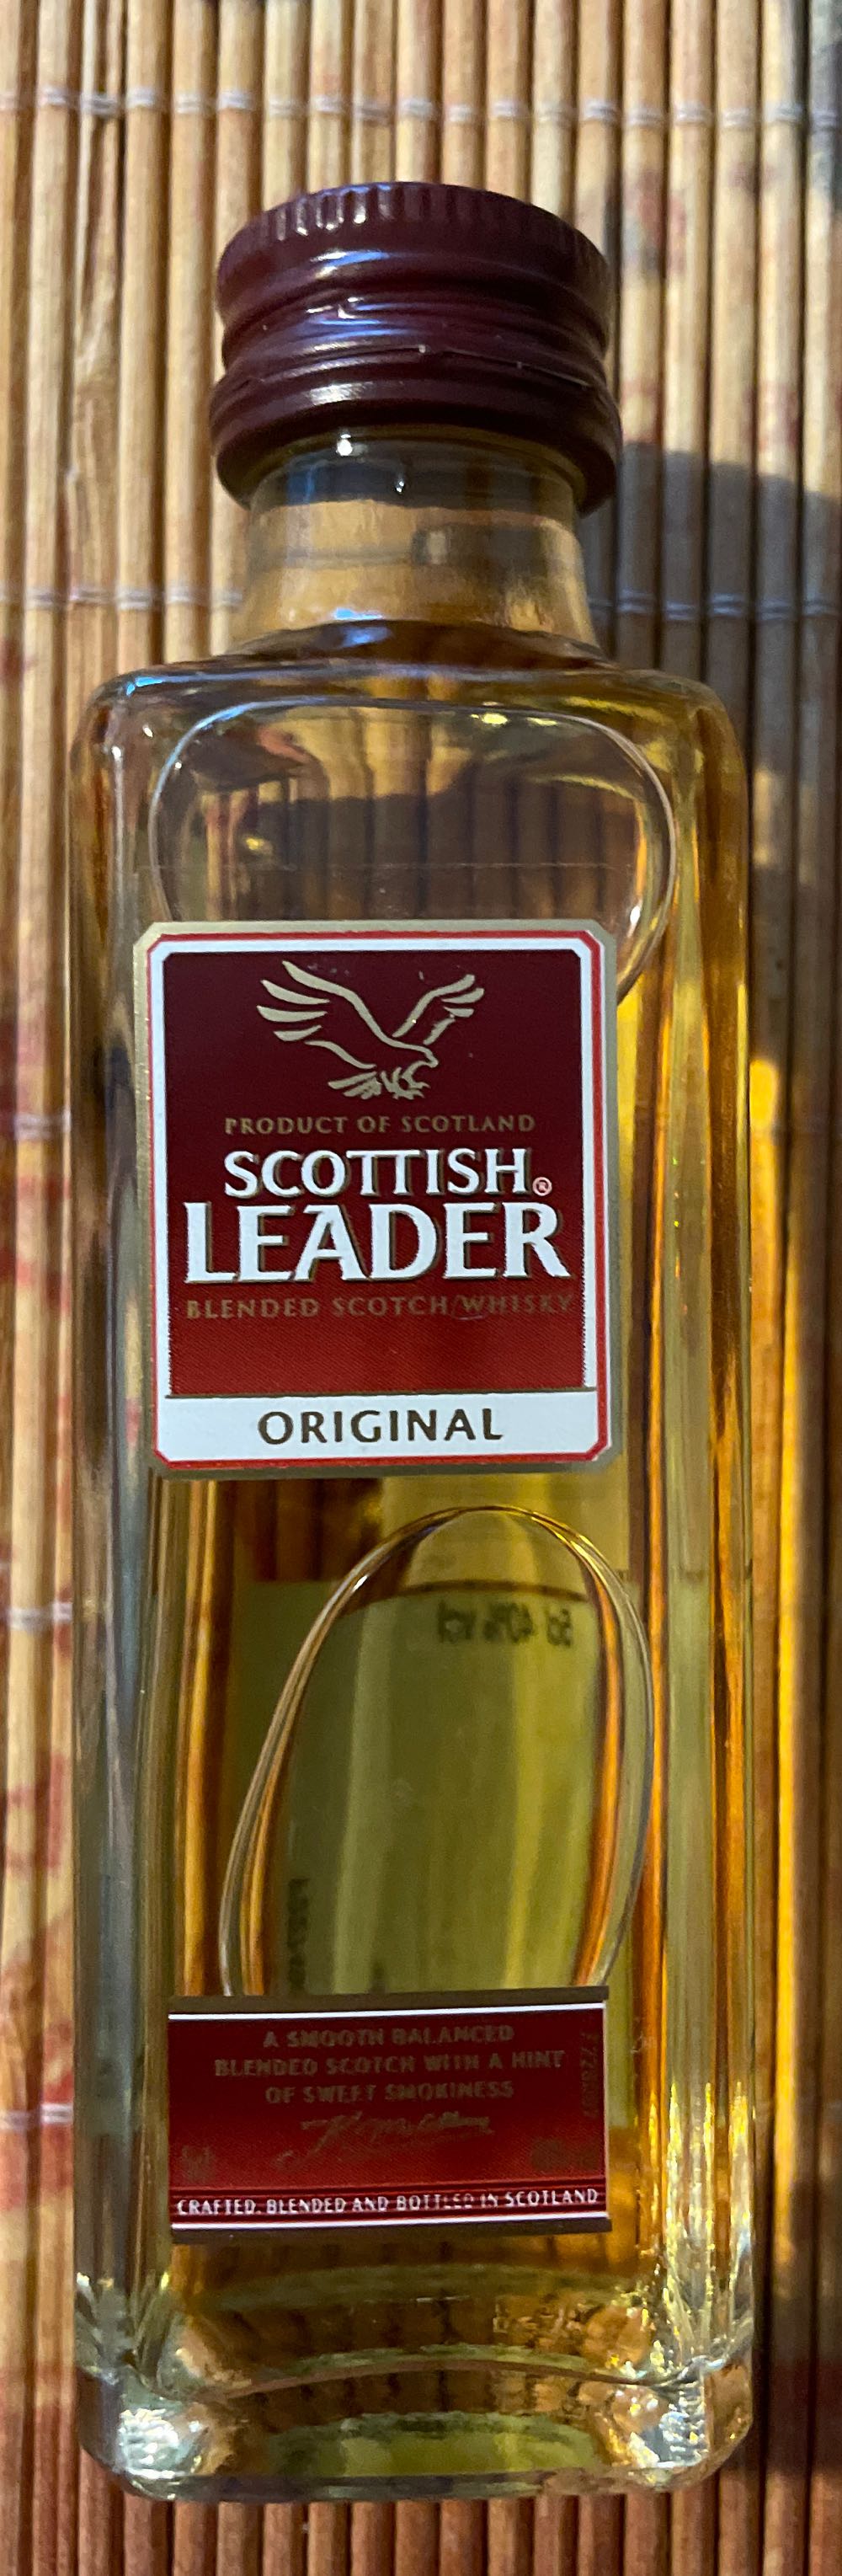 PRODUCT OF SCOTLAND
SCOTTISH®
LEADER
BLENDED SCOTCH WHISKY
ORIGINAL
5cl 40% vol
A SMOOTH BALANCED
BLENDED SCOTCH WITH A HINT
OF SWEET SMOKINESS
CRAFTED, BLENDED AND BOTTLED IN SCOTLAND